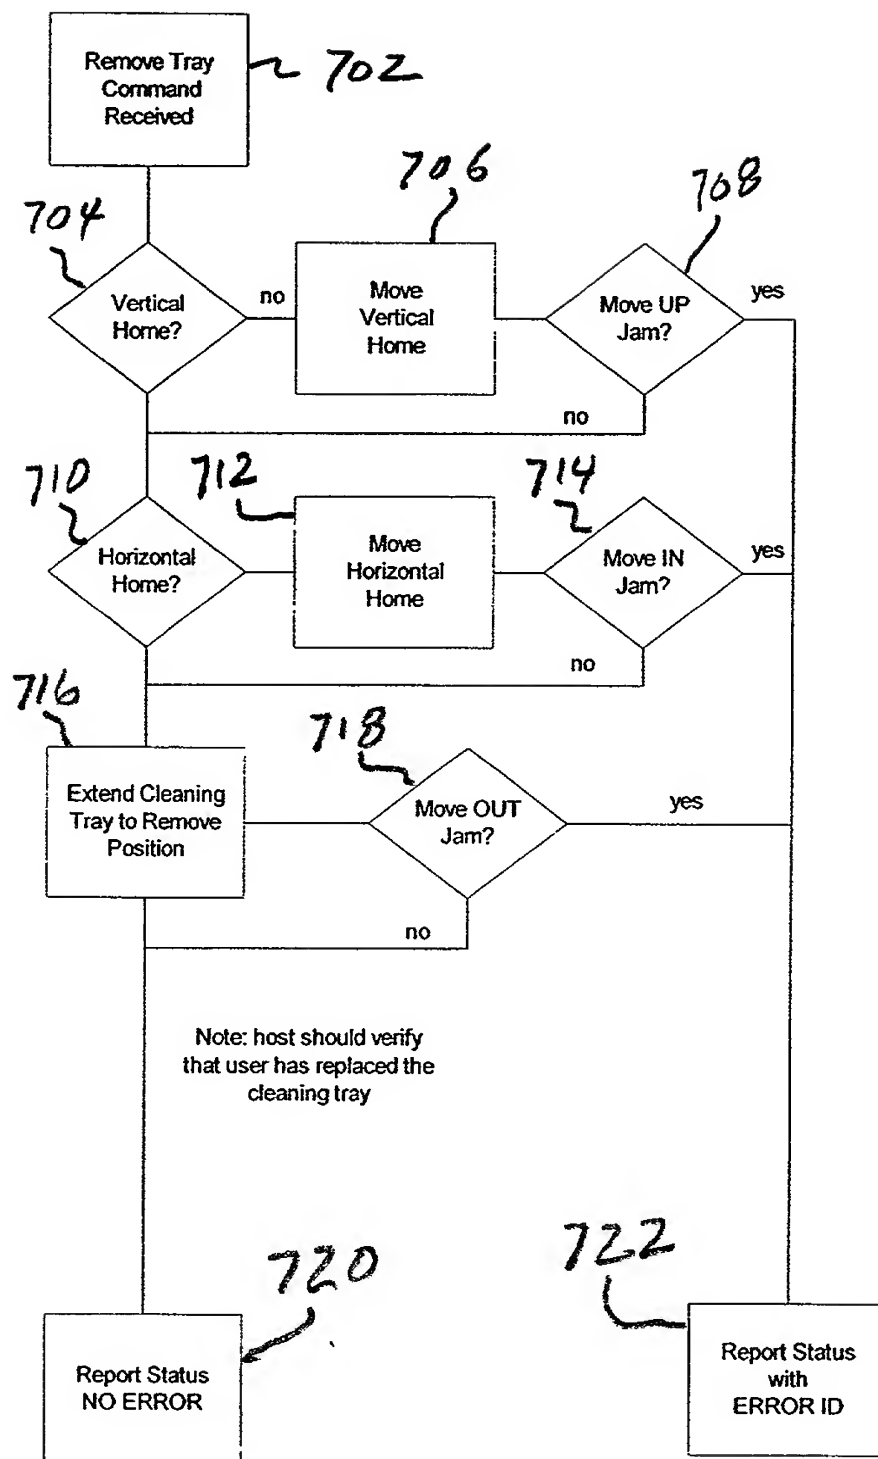 Remove Tray
Command
Received
702
704
706
708
Vertical
Home?
no
Move
Vertical
Home
Move UP
Jam?
yes
no
710
712
714
Horizontal
Home?
Move
Horizontal
Home
Move IN
Jam?
yes
no
716
718
Extend Cleaning
Tray to Remove
Position
Move OUT
Jam?
yes
no
Note: host should verify
that user has replaced the
cleaning tray
720
722
Report Status
NO ERROR
Report Status
with
ERROR ID